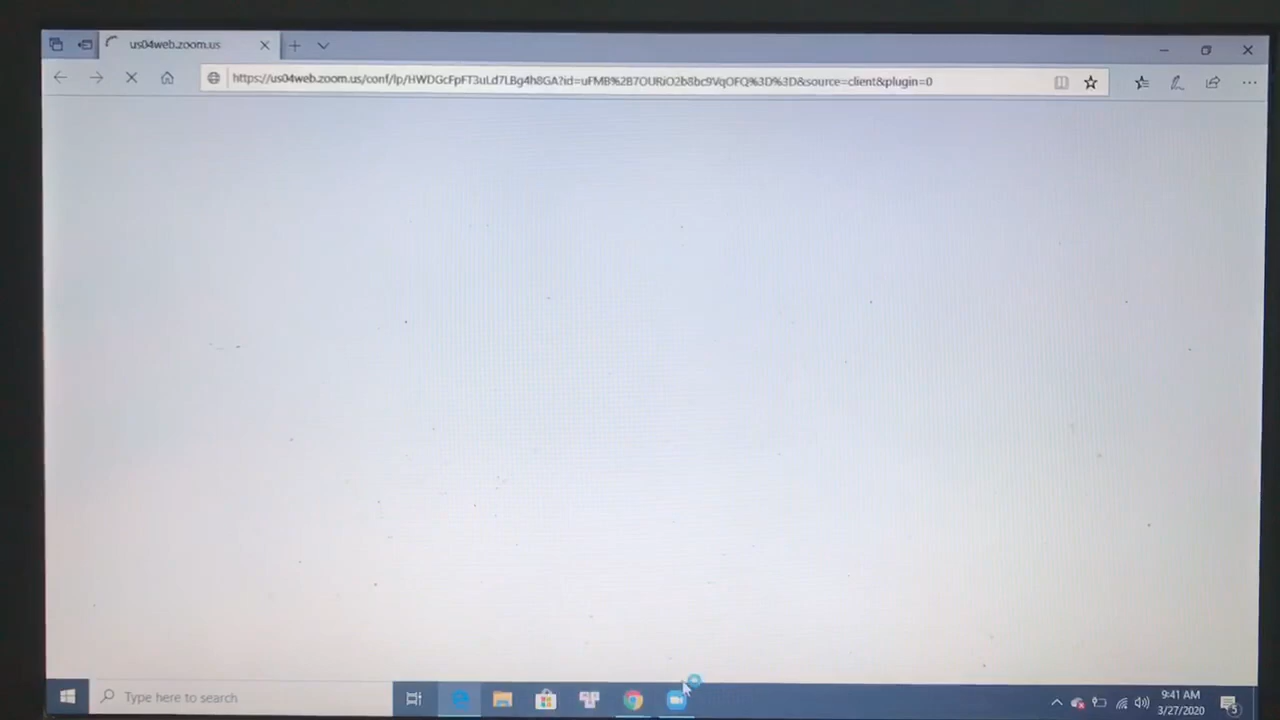 us04web.zoom.us
https://us04web.zoom.us/conf/lp/HWDGcFpFT3uLd7LBg4h8GA?id=uFMB%2B7OURiO2b8bc9VqOFQ%3D%3D&source=client&plugin=0
Type here to search
9:41 AM
3/27/2020
5